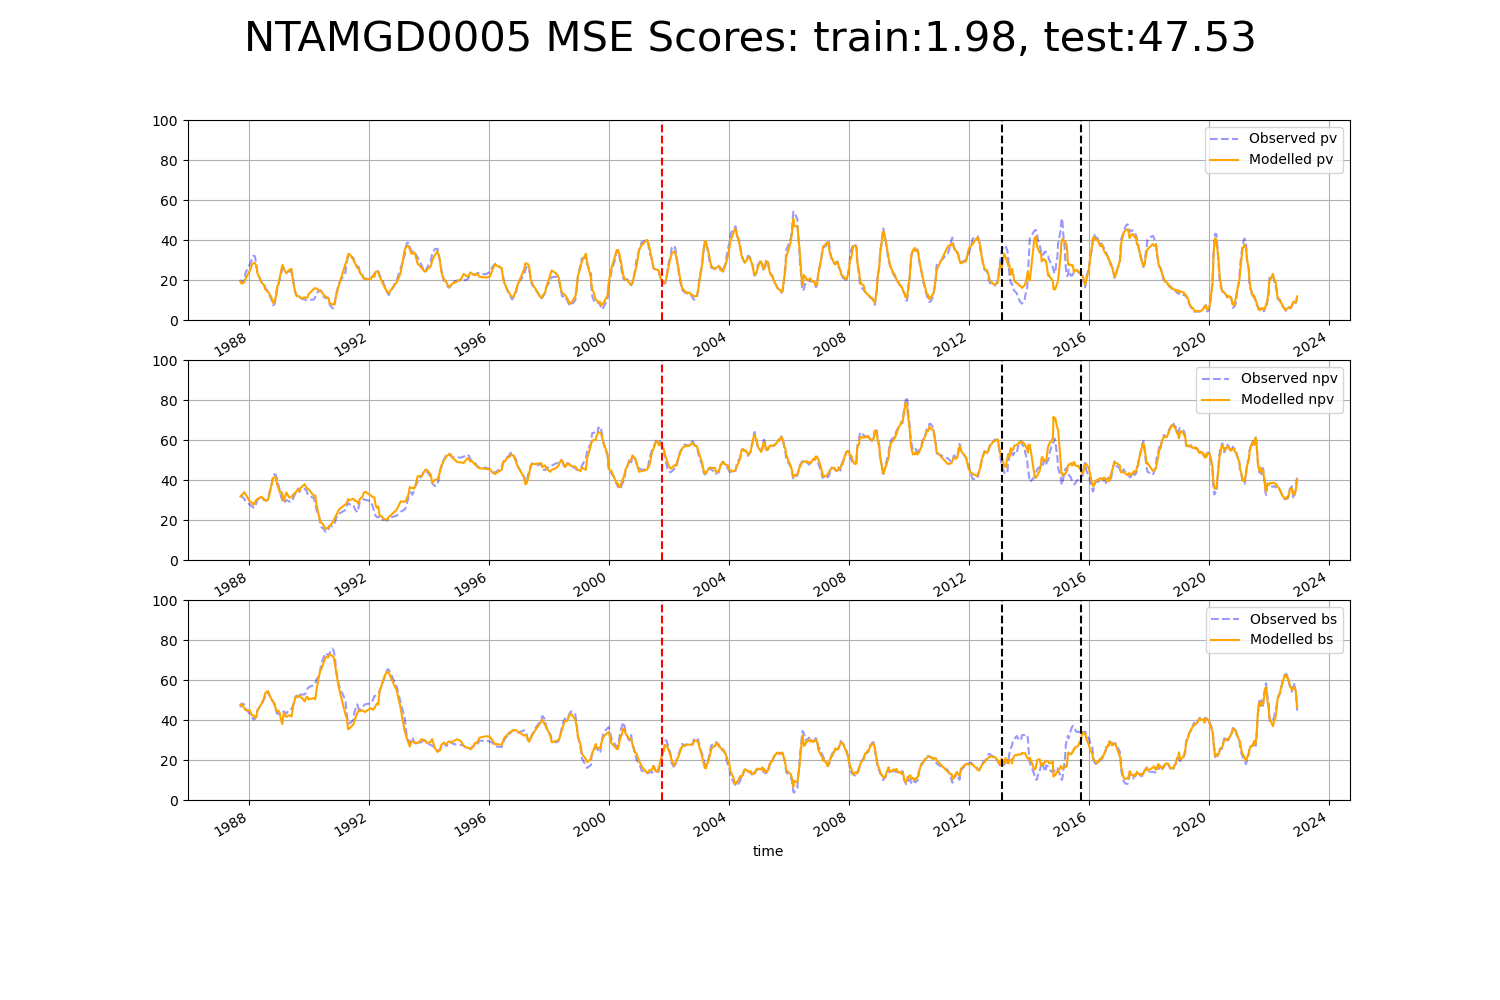 NTAMGD0005 MSE Scores: train:1.98, test:47.53
100
80
60
40
20
0
Observed pv
Modelled pv
1988 1992 1996 2000 2004 2008 2012 2016 2020 2024
100
80
60
40
20
0
Observed npv
Modelled npv
1988 1992 1996 2000 2004 2008 2012 2016 2020 2024
100
80
60
40
20
0
Observed bs
Modelled bs
1988 1992 1996 2000 2004 2008 2012 2016 2020 2024
time